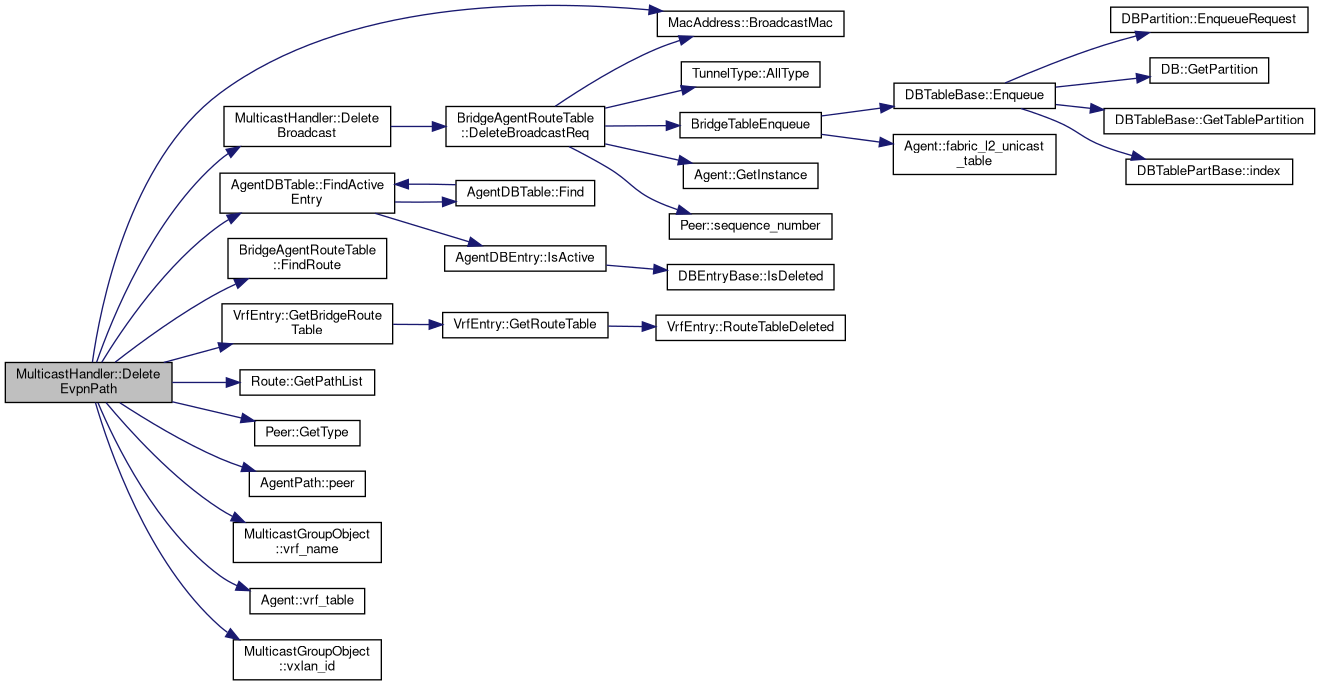 MulticastHandler::Delete
EvpnPath
MacAddress::BroadcastMac
MulticastHandler::Delete
Broadcast
AgentDBTable::FindActive
Entry
BridgeAgentRouteTable
::FindRoute
VrfEntry::GetBridgeRoute
Table
Route::GetPathList
Peer::GetType
AgentPath::peer
MulticastGroupObject
::vrf_name
Agent::vrf_table
MulticastGroupObject
::vxlan_id
BridgeAgentRouteTable
::DeleteBroadcastReq
AgentDBTable::Find
AgentDBEntry::IsActive
VrfEntry::GetRouteTable
TunnelType::AllType
BridgeTableEnqueue
Agent::GetInstance
Peer::sequence_number
DBEntryBase::IsDeleted
VrfEntry::RouteTableDeleted
DBTableBase::Enqueue
Agent::fabric_l2_unicast
_table
DBPartition::EnqueueRequest
DB::GetPartition
DBTableBase::GetTablePartition
DBTablePartBase::index